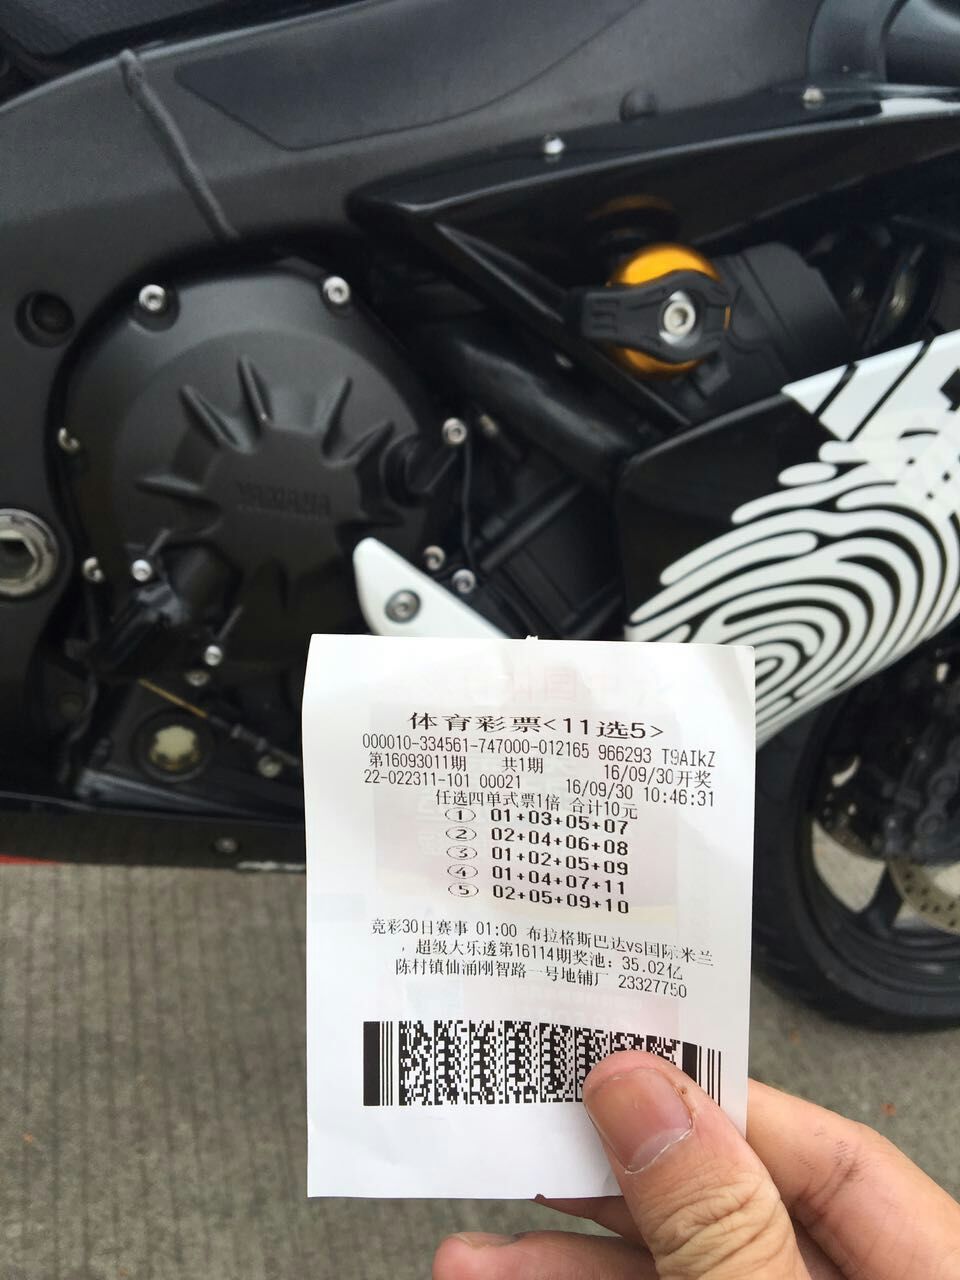 YAMAHA
体育彩票<11选5>
000010-334561-747000-012165 966293 T9AIkZ
第16093011期 共1期 16/09/30开奖
22-022311-101 00021 16/09/30 10:46:31
任选四单式票1倍 合计10元
① 01+03+05+07
② 02+04+06+08
③ 01+02+05+09
④ 01+04+07+11
⑤ 02+05+09+10
竞彩30日赛事 01:00 布拉格斯巴达vs国际米兰
，超级大乐透第16114期奖池：35.02亿
陈村镇仙涌刚智路一号地铺厂 23327750